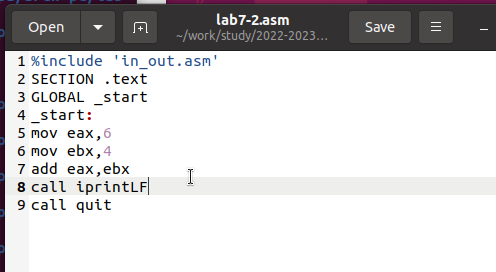 Open
lab7-2.asm
~/work/study/2022-2023…
Save
1 %include 'in_out.asm'
2 SECTION .text
3 GLOBAL _start
4 _start:
5 mov eax,6
6 mov ebx,4
7 add eax,ebx
8 call iprintLF
9 call quit